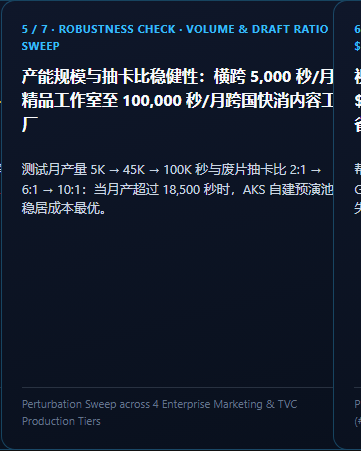 5 / 7 · ROBUSTNESS CHECK · VOLUME & DRAFT RATIO
SWEEP
产能规模与抽卡比稳健性：横跨 5,000 秒/月
精品工作室至 100,000 秒/月跨国快消内容工
厂
测试月产量 5K → 45K → 100K 秒与废片抽卡比 2:1 →
6:1 → 10:1：当月产超过 18,500 秒时，AKS 自建预演池
稳居成本最优。
Perturbation Sweep across 4 Enterprise Marketing & TVC
Production Tiers